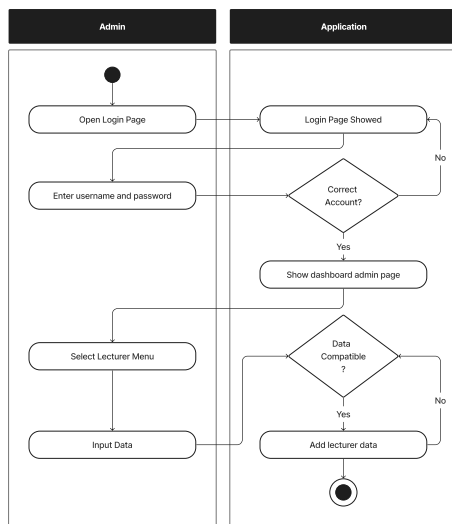 Admin
Application
Open Login Page
Login Page Showed
No
Enter username and password
Correct
Account?
Yes
Show dashboard admin page
Select Lecturer Menu
Data
Compatible
?
No
Yes
Input Data
Add lecturer data